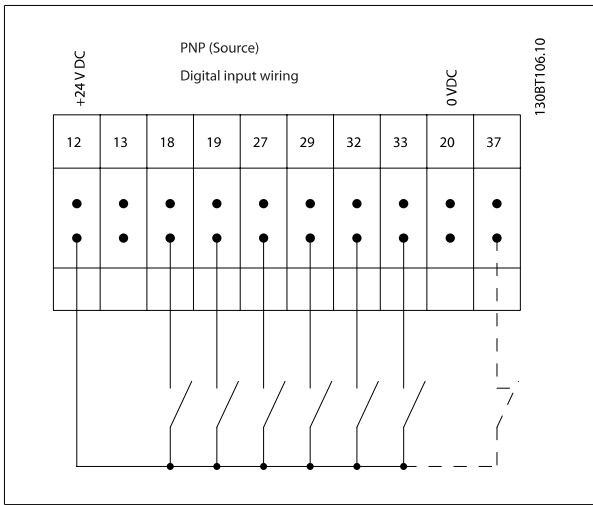 PNP (Source)
Digital input wiring
+24 V DC
0 VDC
130BT106.10
12 13 18 19 27 29 32 33 20 37